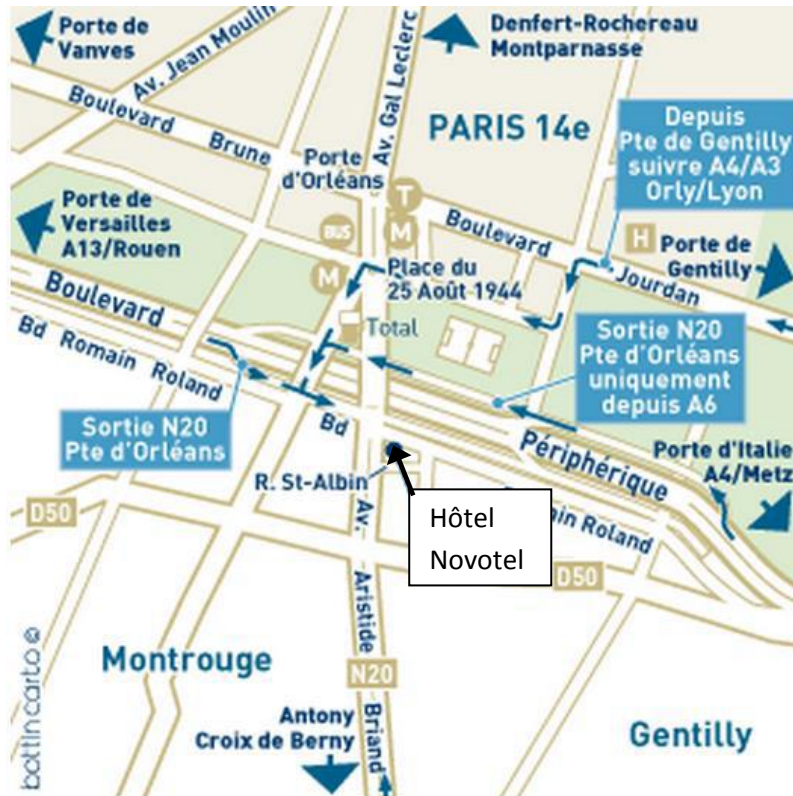 Porte de
Vanves
Av. Jean Moulin
Av. Gal Leclerc
Denfert-Rochereau
Montparnasse
Boulevard Brune
PARIS 14e
Depuis
Pte de Gentilly
suivre A4/A3
Orly/Lyon
Porte
d'Orléans
T
M
BUS
M
Porte de
Versailles
A13/Rouen
Boulevard Jourdan
H
Porte de
Gentilly
Place du
25 Août 1944
Total
Boulevard Périphérique
Bd Romain Roland
Sortie N20
Pte d'Orléans
uniquement
depuis A6
Sortie N20
Pte d'Orléans
Bd
Porte d'Italie
A4/Metz
R. St-Albin
Hôtel
Novotel
Roland
D50
D50
Av. Aristide Briand
N20
Montrouge
Antony
Croix de Berny
Gentilly
bottincarto ©